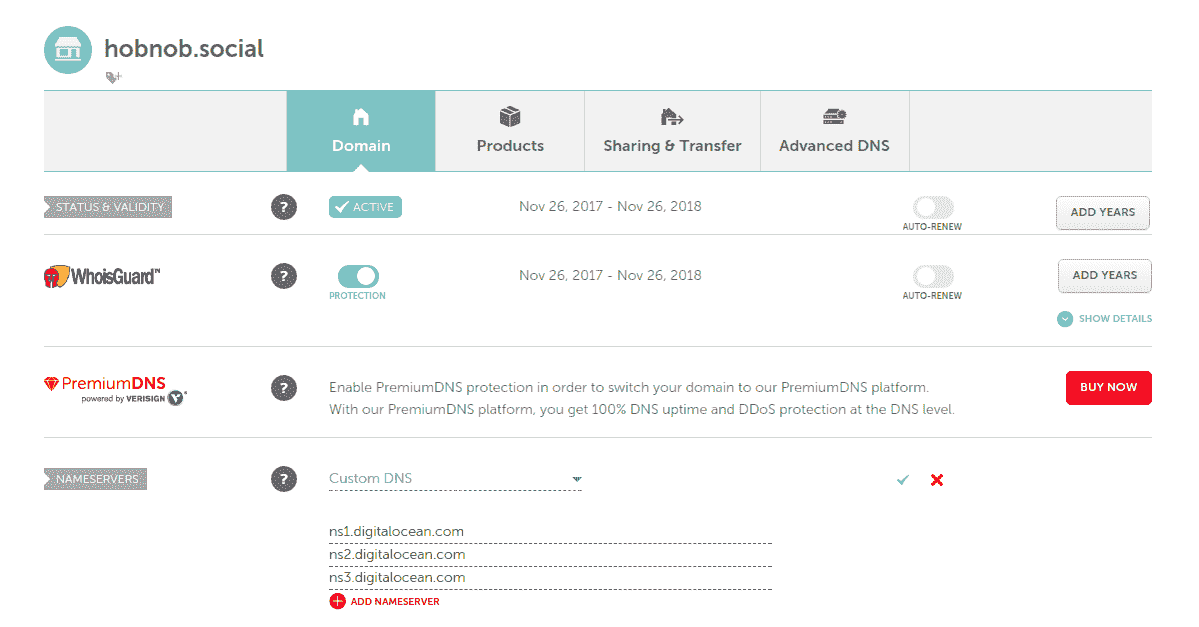 hobnob.social
Domain
Products
Sharing & Transfer
Advanced DNS
STATUS & VALIDITY
?
ACTIVE
Nov 26, 2017 - Nov 26, 2018
AUTO-RENEW
ADD YEARS
WhoisGuard™
?
PROTECTION
Nov 26, 2017 - Nov 26, 2018
AUTO-RENEW
ADD YEARS
SHOW DETAILS
PremiumDNS
powered by VERISIGN
?
Enable PremiumDNS protection in order to switch your domain to our PremiumDNS platform.
With our PremiumDNS platform, you get 100% DNS uptime and DDoS protection at the DNS level.
BUY NOW
NAMESERVERS
?
Custom DNS
ns1.digitalocean.com
ns2.digitalocean.com
ns3.digitalocean.com
ADD NAMESERVER